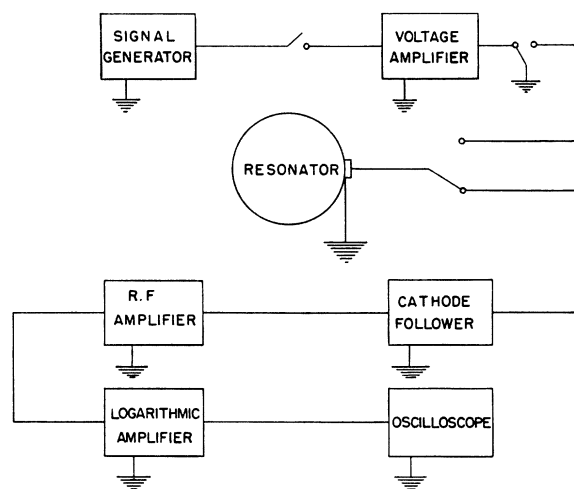 SIGNAL
GENERATOR
VOLTAGE
AMPLIFIER
RESONATOR
R.F
AMPLIFIER
CATHODE
FOLLOWER
LOGARITHMIC
AMPLIFIER
OSCILLOSCOPE